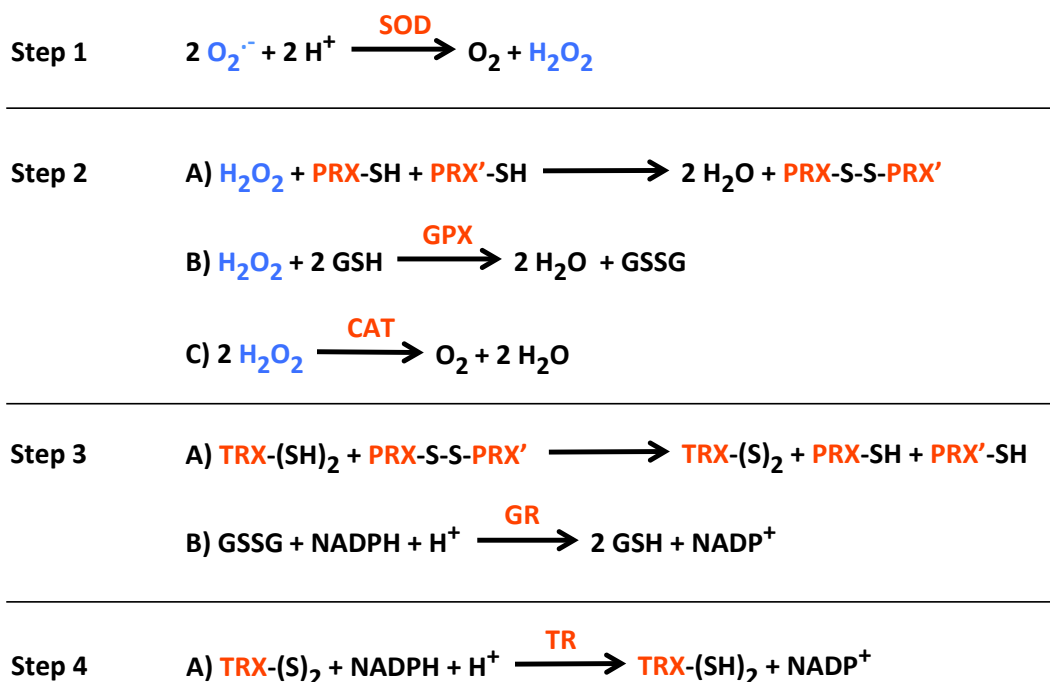 Step 1 2 O₂·⁻ + 2 H⁺ SOD O₂ + H₂O₂
Step 2 A) H₂O₂ + PRX-SH + PRX’-SH 2 H₂O + PRX-S-S-PRX’
B) H₂O₂ + 2 GSH GPX 2 H₂O + GSSG
C) 2 H₂O₂ CAT O₂ + 2 H₂O
Step 3 A) TRX-(SH)₂ + PRX-S-S-PRX’ TRX-(S)₂ + PRX-SH + PRX’-SH
B) GSSG + NADPH + H⁺ GR 2 GSH + NADP⁺
Step 4 A) TRX-(S)₂ + NADPH + H⁺ TR TRX-(SH)₂ + NADP⁺